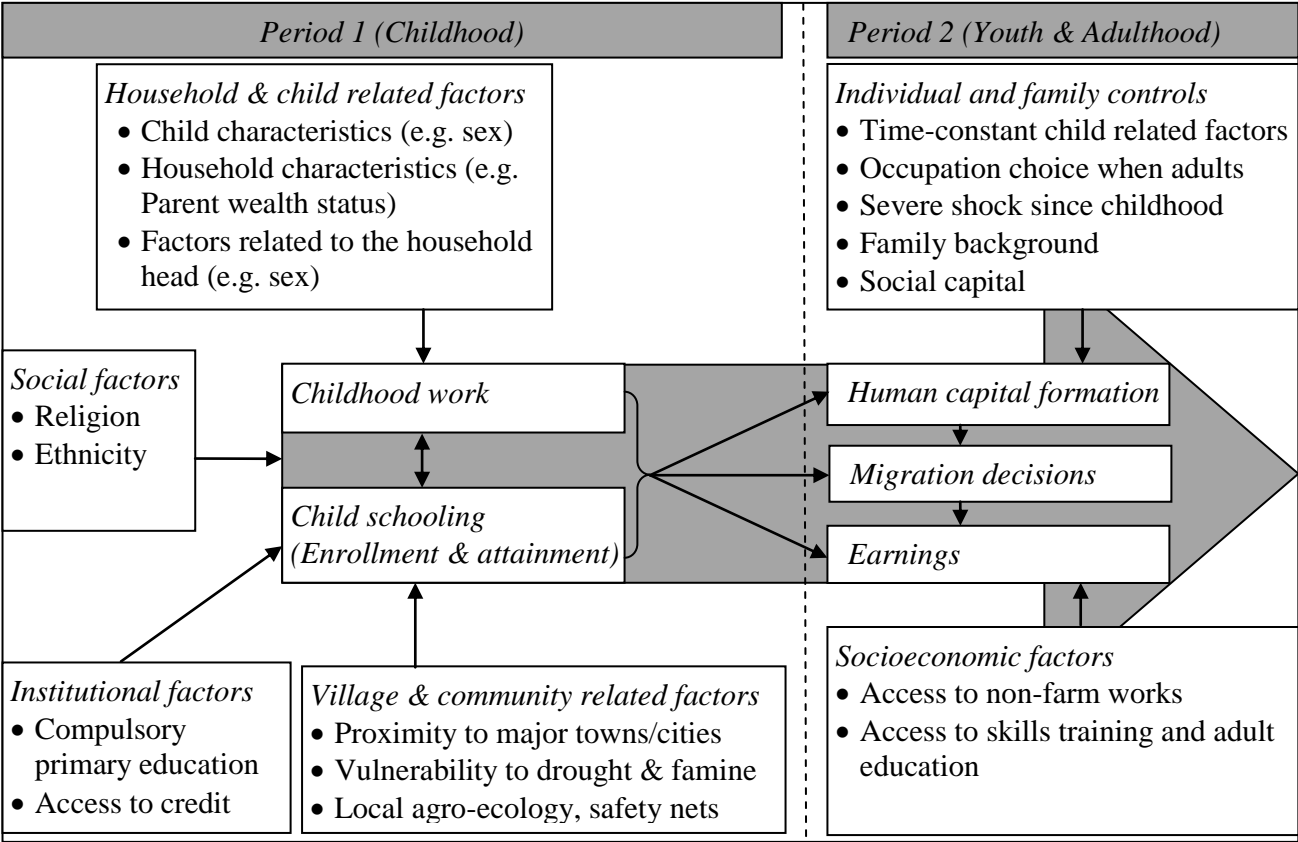 Period 1 (Childhood)
Period 2 (Youth & Adulthood)
Household & child related factors
• Child characteristics (e.g. sex)
• Household characteristics (e.g.
Parent wealth status)
• Factors related to the household
head (e.g. sex)
Individual and family controls
• Time-constant child related factors
• Occupation choice when adults
• Severe shock since childhood
• Family background
• Social capital
Social factors
• Religion
• Ethnicity
Childhood work
Child schooling
(Enrollment & attainment)
Human capital formation
Migration decisions
Earnings
Institutional factors
• Compulsory
primary education
• Access to credit
Village & community related factors
• Proximity to major towns/cities
• Vulnerability to drought & famine
• Local agro-ecology, safety nets
Socioeconomic factors
• Access to non-farm works
• Access to skills training and adult
education